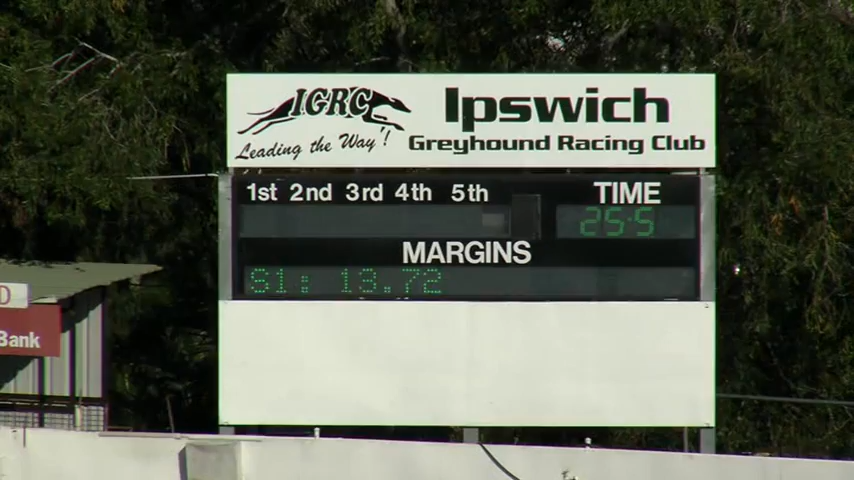 IGRC
Leading the Way'!
Ipswich
Greyhound Racing Club
1st 2nd 3rd 4th 5th
TIME
25.5
MARGINS
S1: 13.72
D
Bank